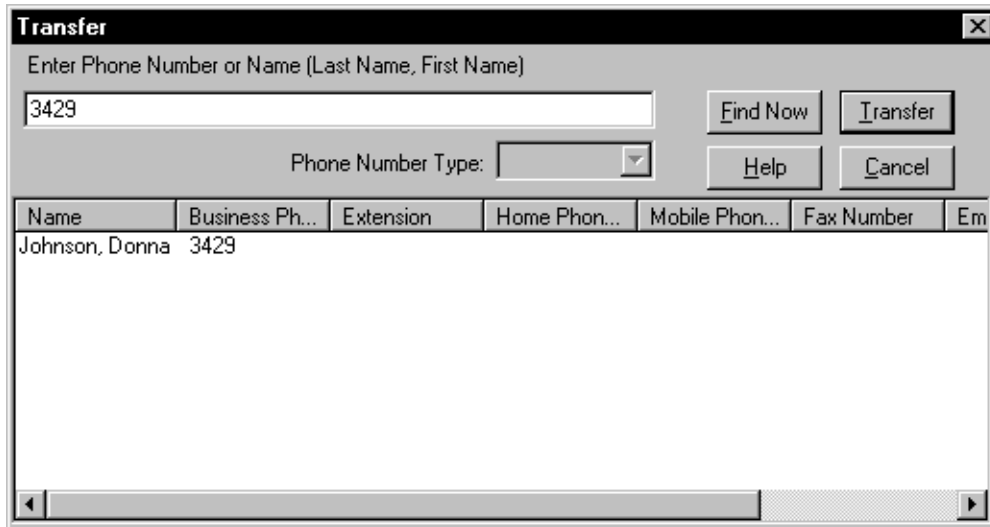 Transfer
Enter Phone Number or Name (Last Name, First Name)
3429
Find Now
Transfer
Phone Number Type:
Help
Cancel
Name Business Ph... Extension Home Phon... Mobile Phon... Fax Number Em
Johnson, Donna 3429